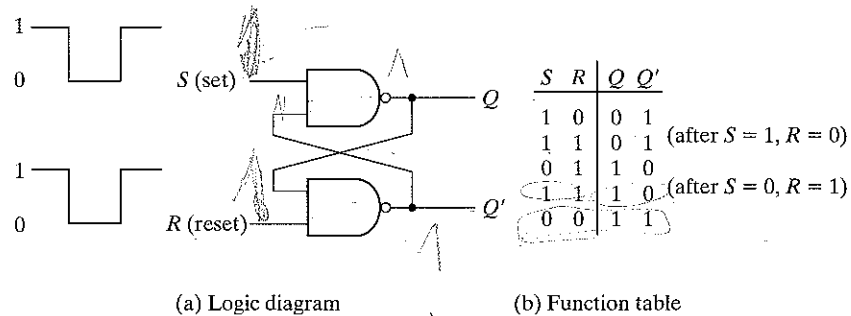 1
0
S (set)
Q
1
0
R (reset)
Q'
(a) Logic diagram
S R Q Q'
1 0 0 1
1 1 0 1 (after S = 1, R = 0)
0 1 1 0
1 1 1 0 (after S = 0, R = 1)
0 0 1 1
(b) Function table